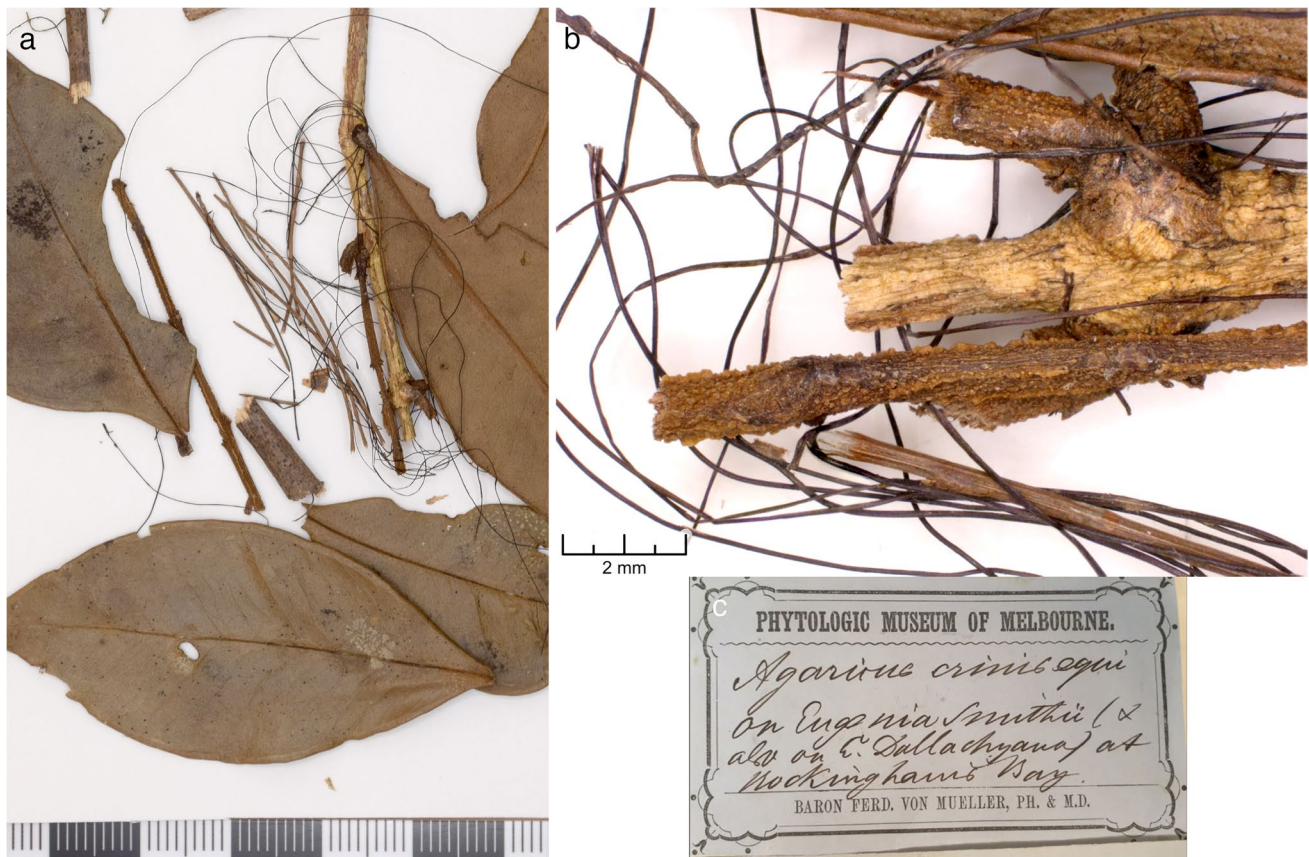 a
b
2 mm
c
PHYTOLOGIC MUSEUM OF MELBOURNE.
Agaricus crinis equi
on Eugenia Smithii (&
also on E. Dallachyana) at
Rockinghams Bay.
BARON FERD. VON MUELLER, PH. & M.D.